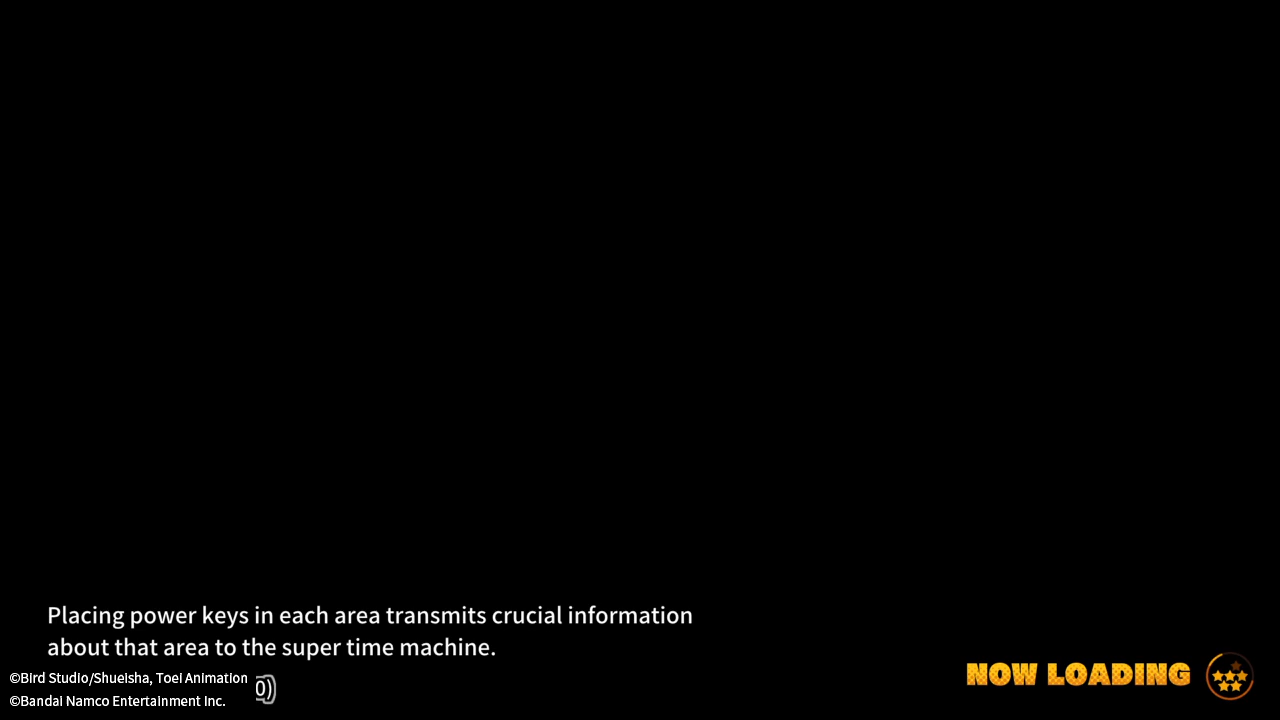 Placing power keys in each area transmits crucial information
about that area to the super time machine.
©Bird Studio/Shueisha, Toei Animation
©Bandai Namco Entertainment Inc.
NOW LOADING